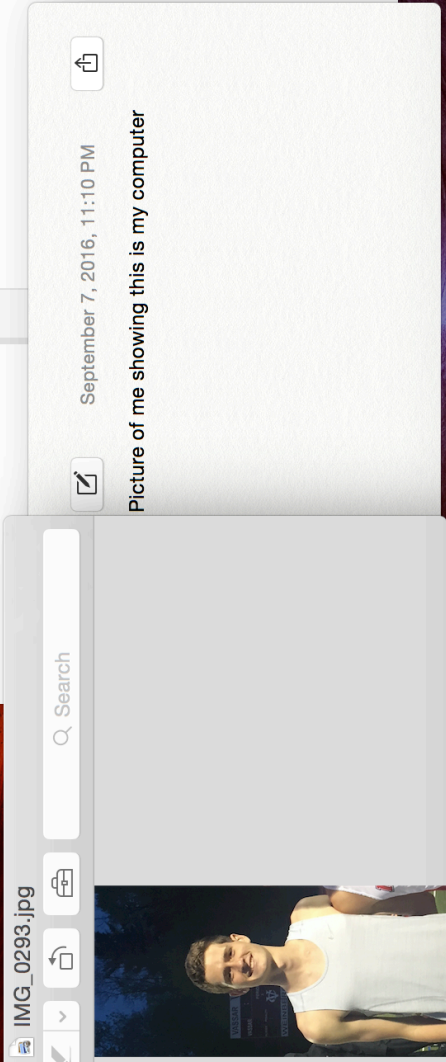 September 7, 2016, 11:10 PM
Picture of me showing this is my computer
IMG_0293.jpg
Search